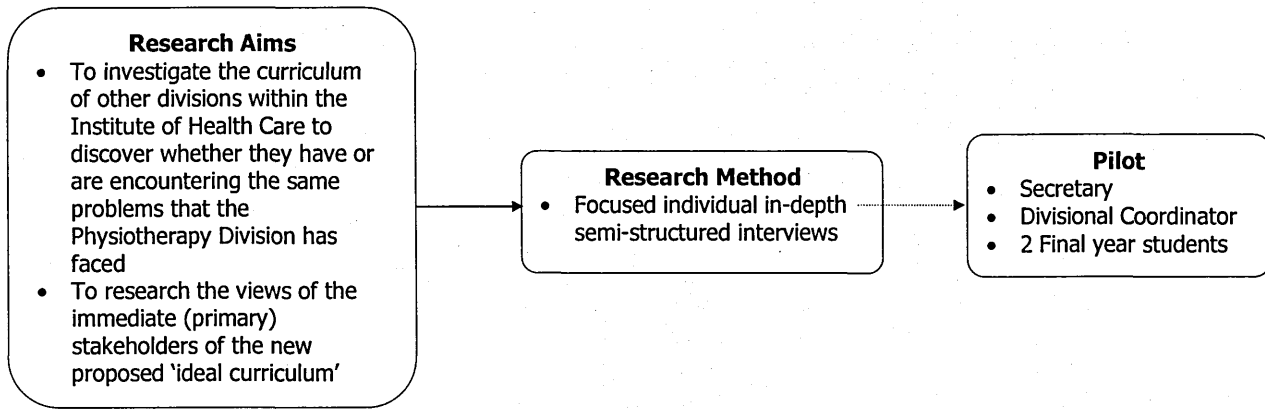 Research Aims
• To investigate the curriculum
of other divisions within the
Institute of Health Care to
discover whether they have or
are encountering the same
problems that the
Physiotherapy Division has
faced
• To research the views of the
immediate (primary)
stakeholders of the new
proposed ‘ideal curriculum’
Research Method
• Focused individual in-depth
semi-structured interviews
Pilot
• Secretary
• Divisional Coordinator
• 2 Final year students